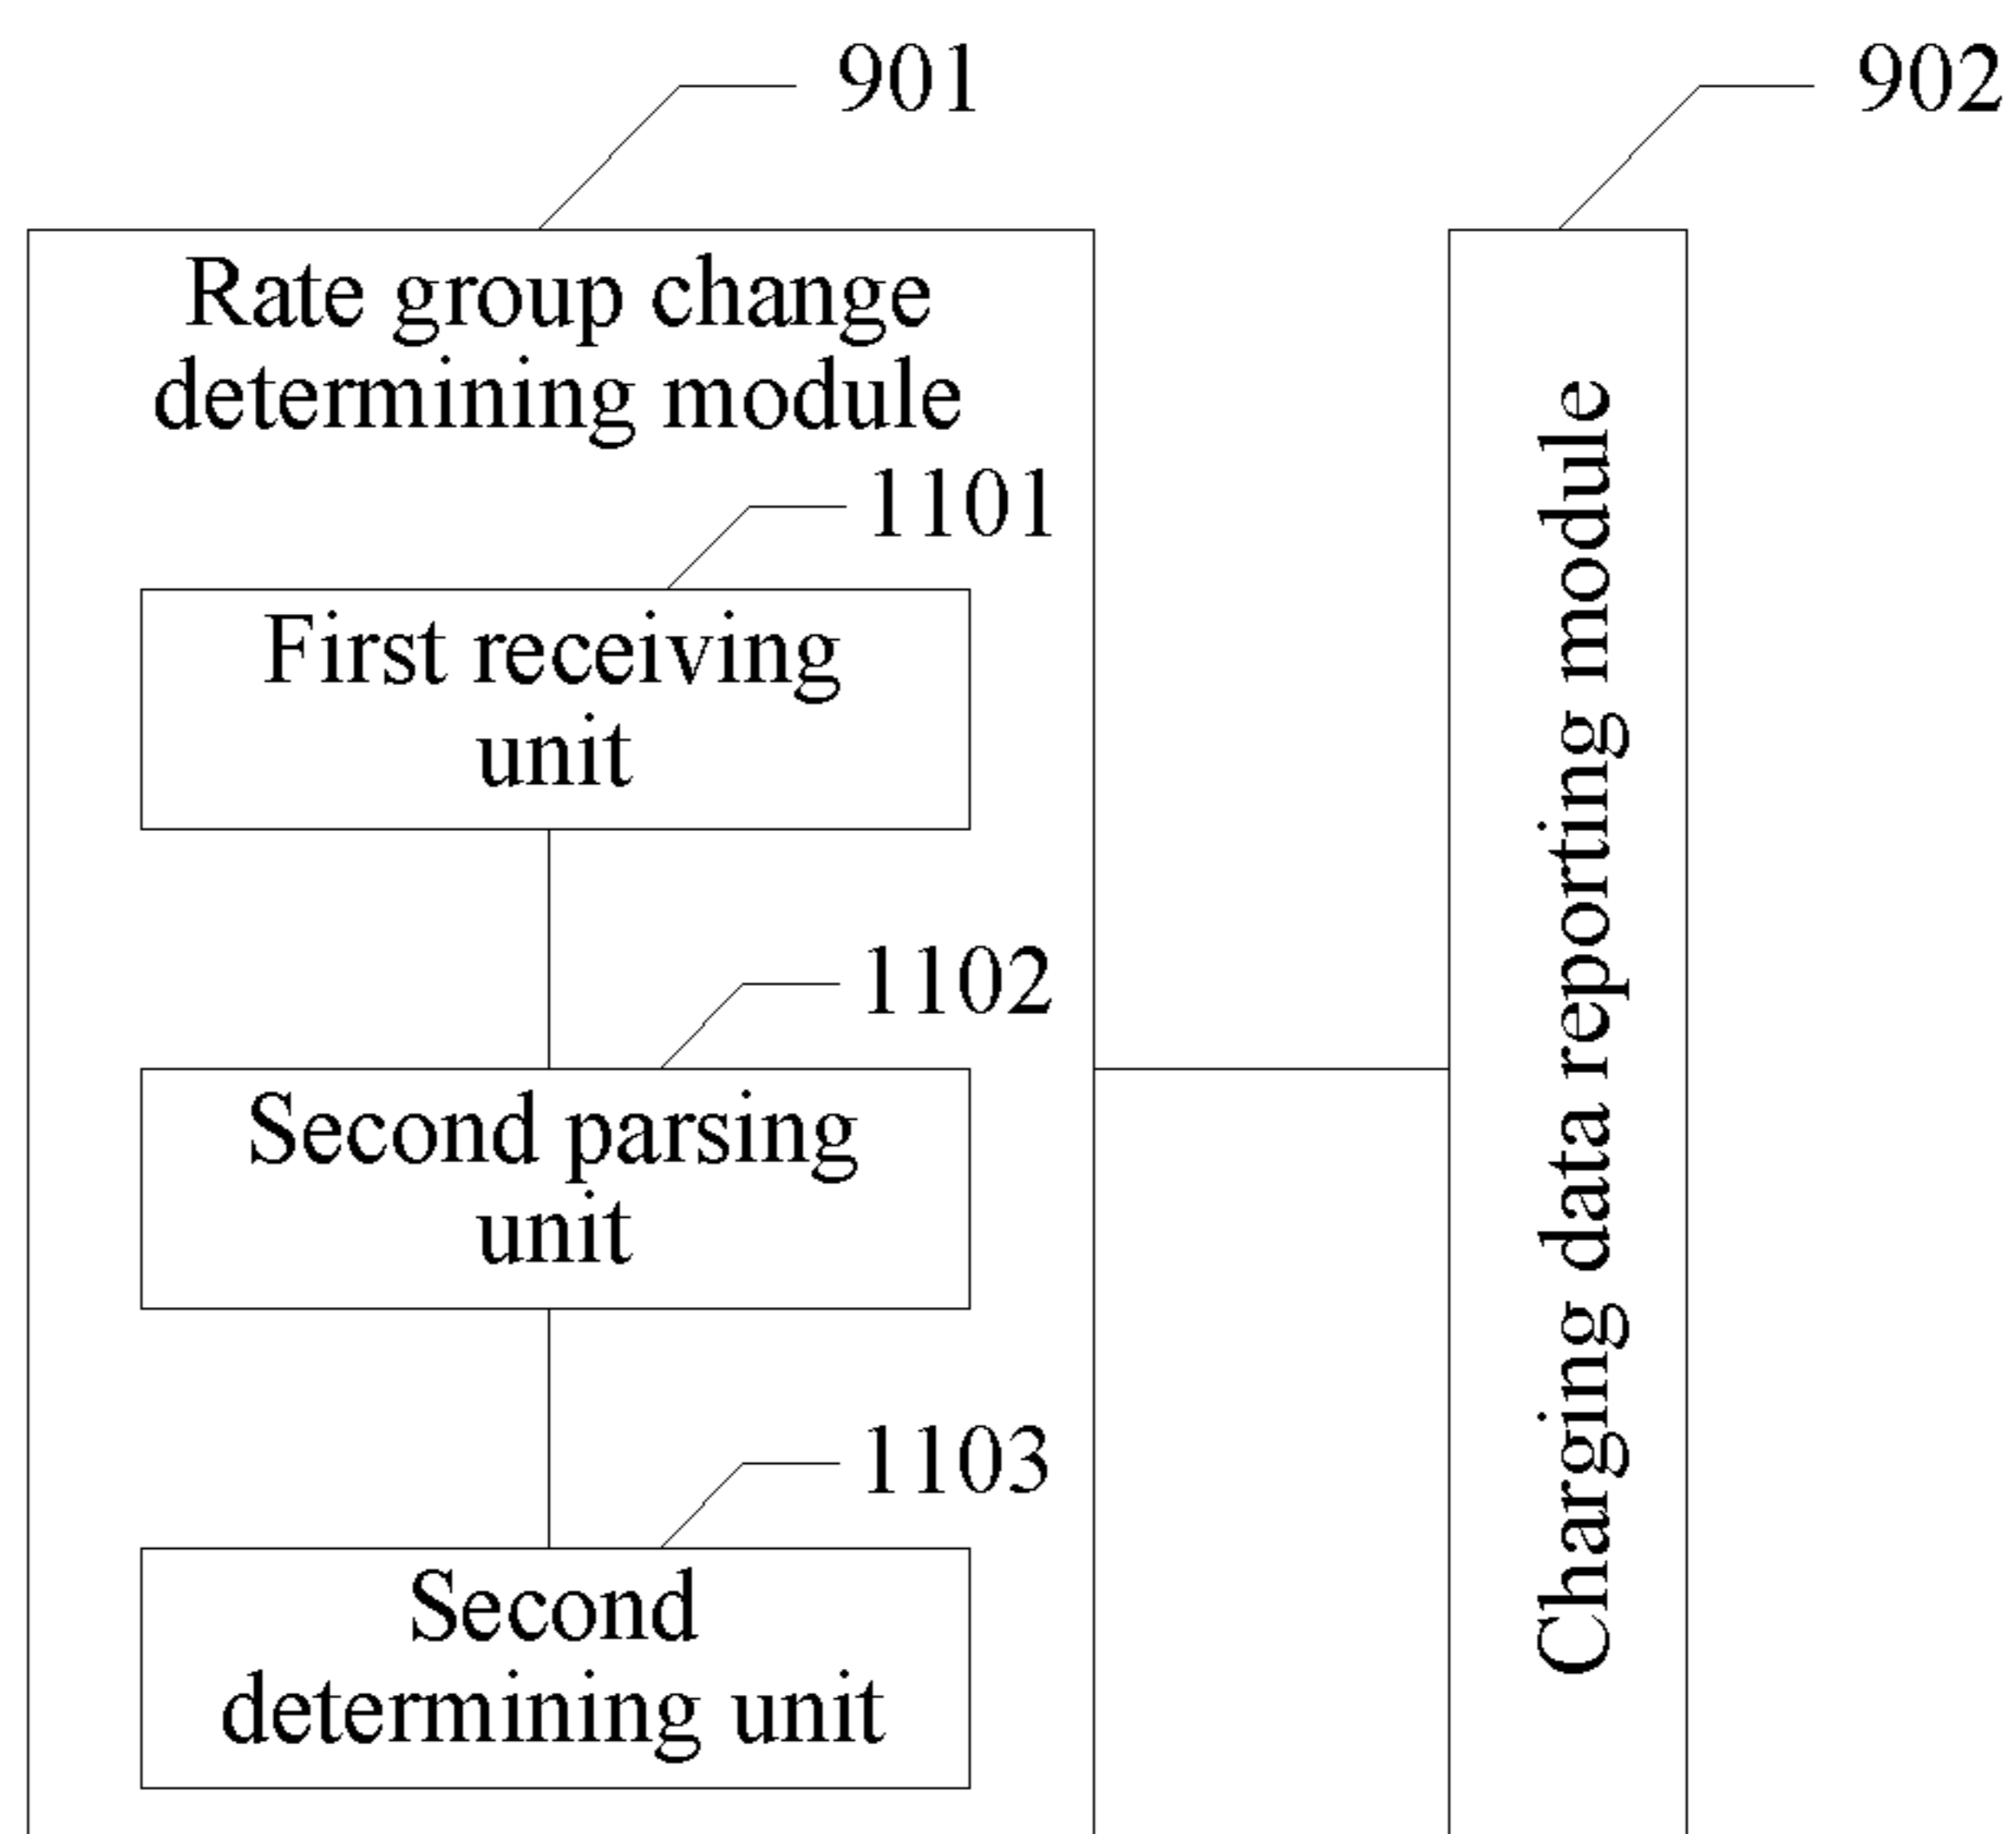 901
902
Rate group change
determining module
1101
First receiving
unit
1102
Second parsing
unit
1103
Second
determining unit
Charging data reporting module